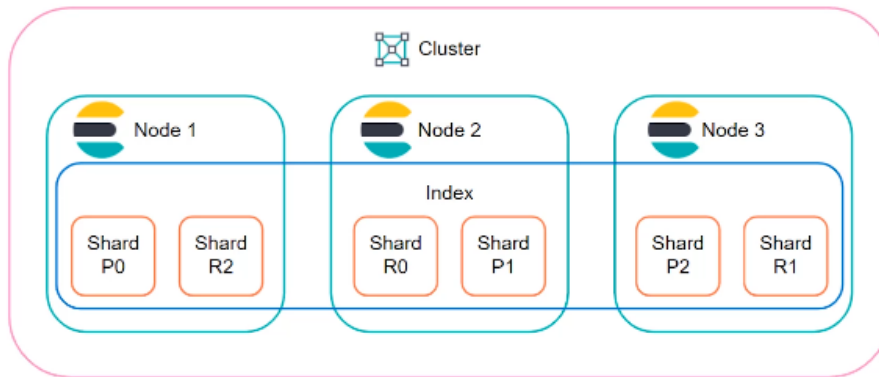 Cluster
Node 1
Node 2
Node 3
Index
Shard
P0
Shard
R2
Shard
R0
Shard
P1
Shard
P2
Shard
R1